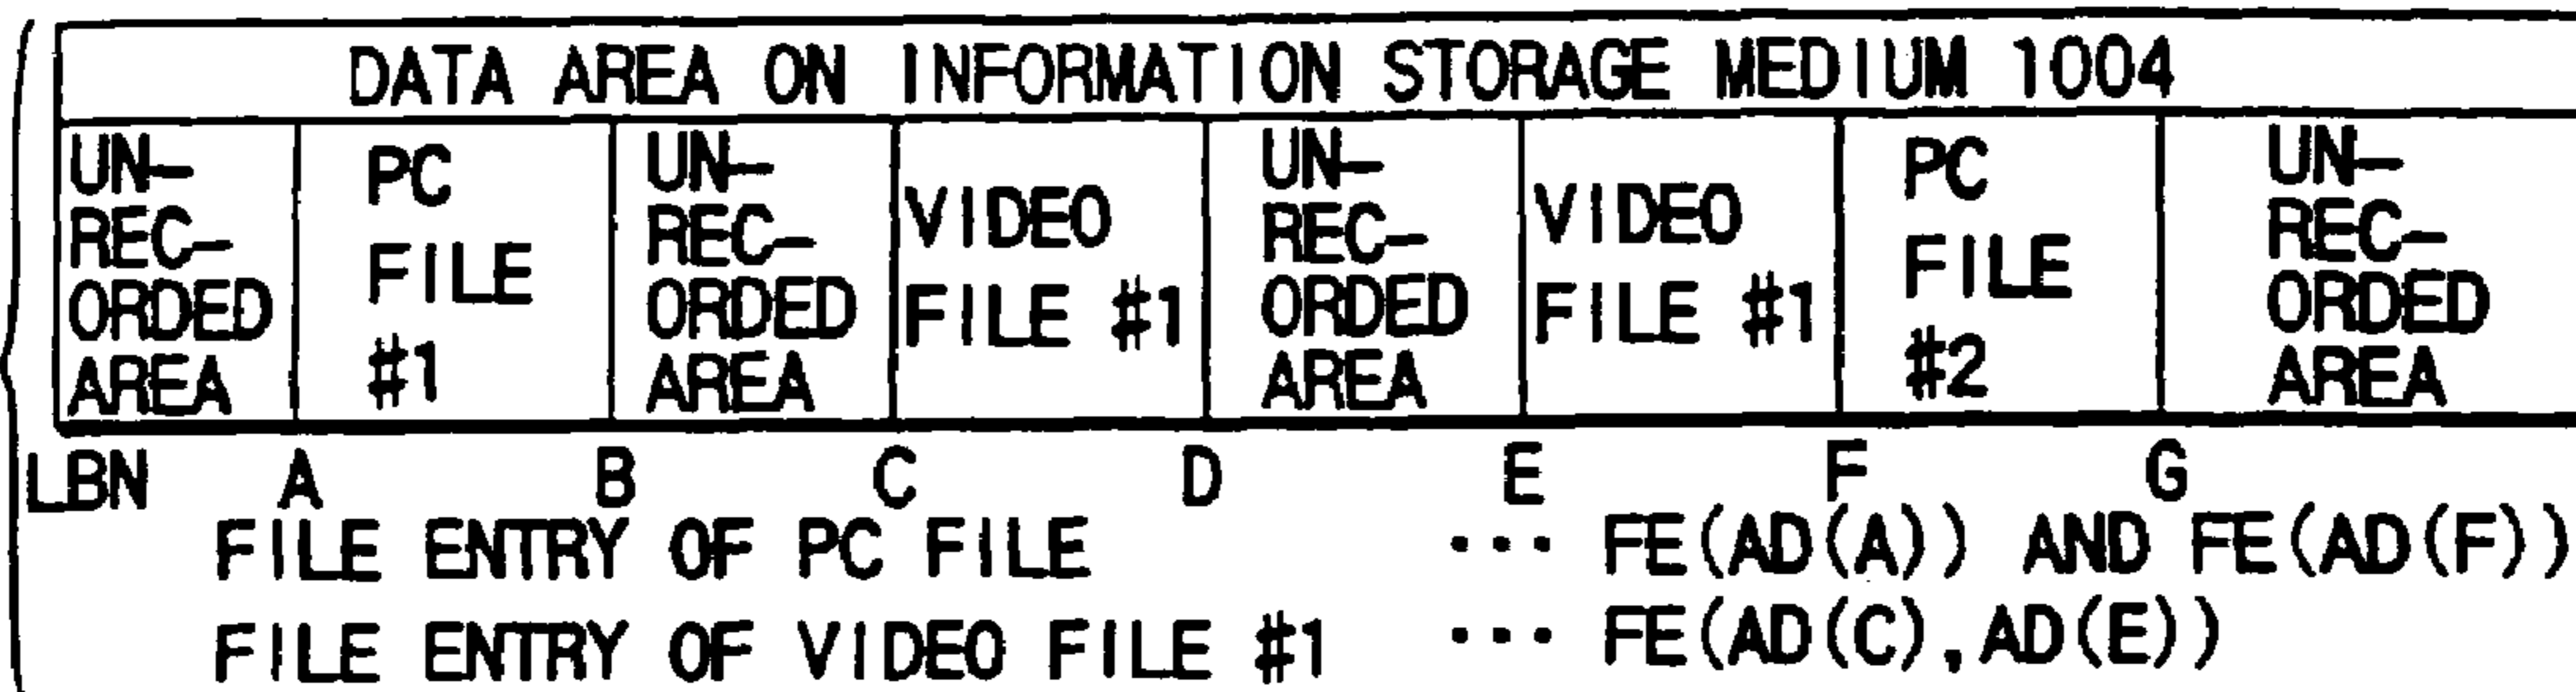 DATA AREA ON INFORMATION STORAGE MEDIUM 1004
UN-
REC-
ORDED
AREA
PC
FILE
#1
UN-
REC-
ORDED
AREA
VIDEO
FILE #1
UN-
REC-
ORDED
AREA
VIDEO
FILE #1
PC
FILE
#2
UN-
REC-
ORDED
AREA
LBN A B C D E F G
FILE ENTRY OF PC FILE ··· FE(AD(A)) AND FE(AD(F))
FILE ENTRY OF VIDEO FILE #1 ··· FE(AD(C),AD(E))